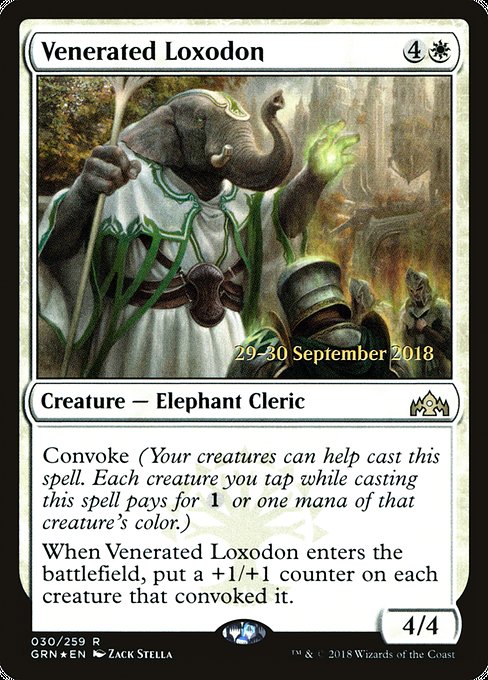 Venerated Loxodon 4
29–30 September 2018
Creature — Elephant Cleric
Convoke (Your creatures can help cast this
spell. Each creature you tap while casting
this spell pays for 1 or one mana of that
creature's color.)
When Venerated Loxodon enters the
battlefield, put a +1/+1 counter on each
creature that convoked it.
4/4
030/259 R
GRN★EN Zack Stella
™ & © 2018 Wizards of the Coast